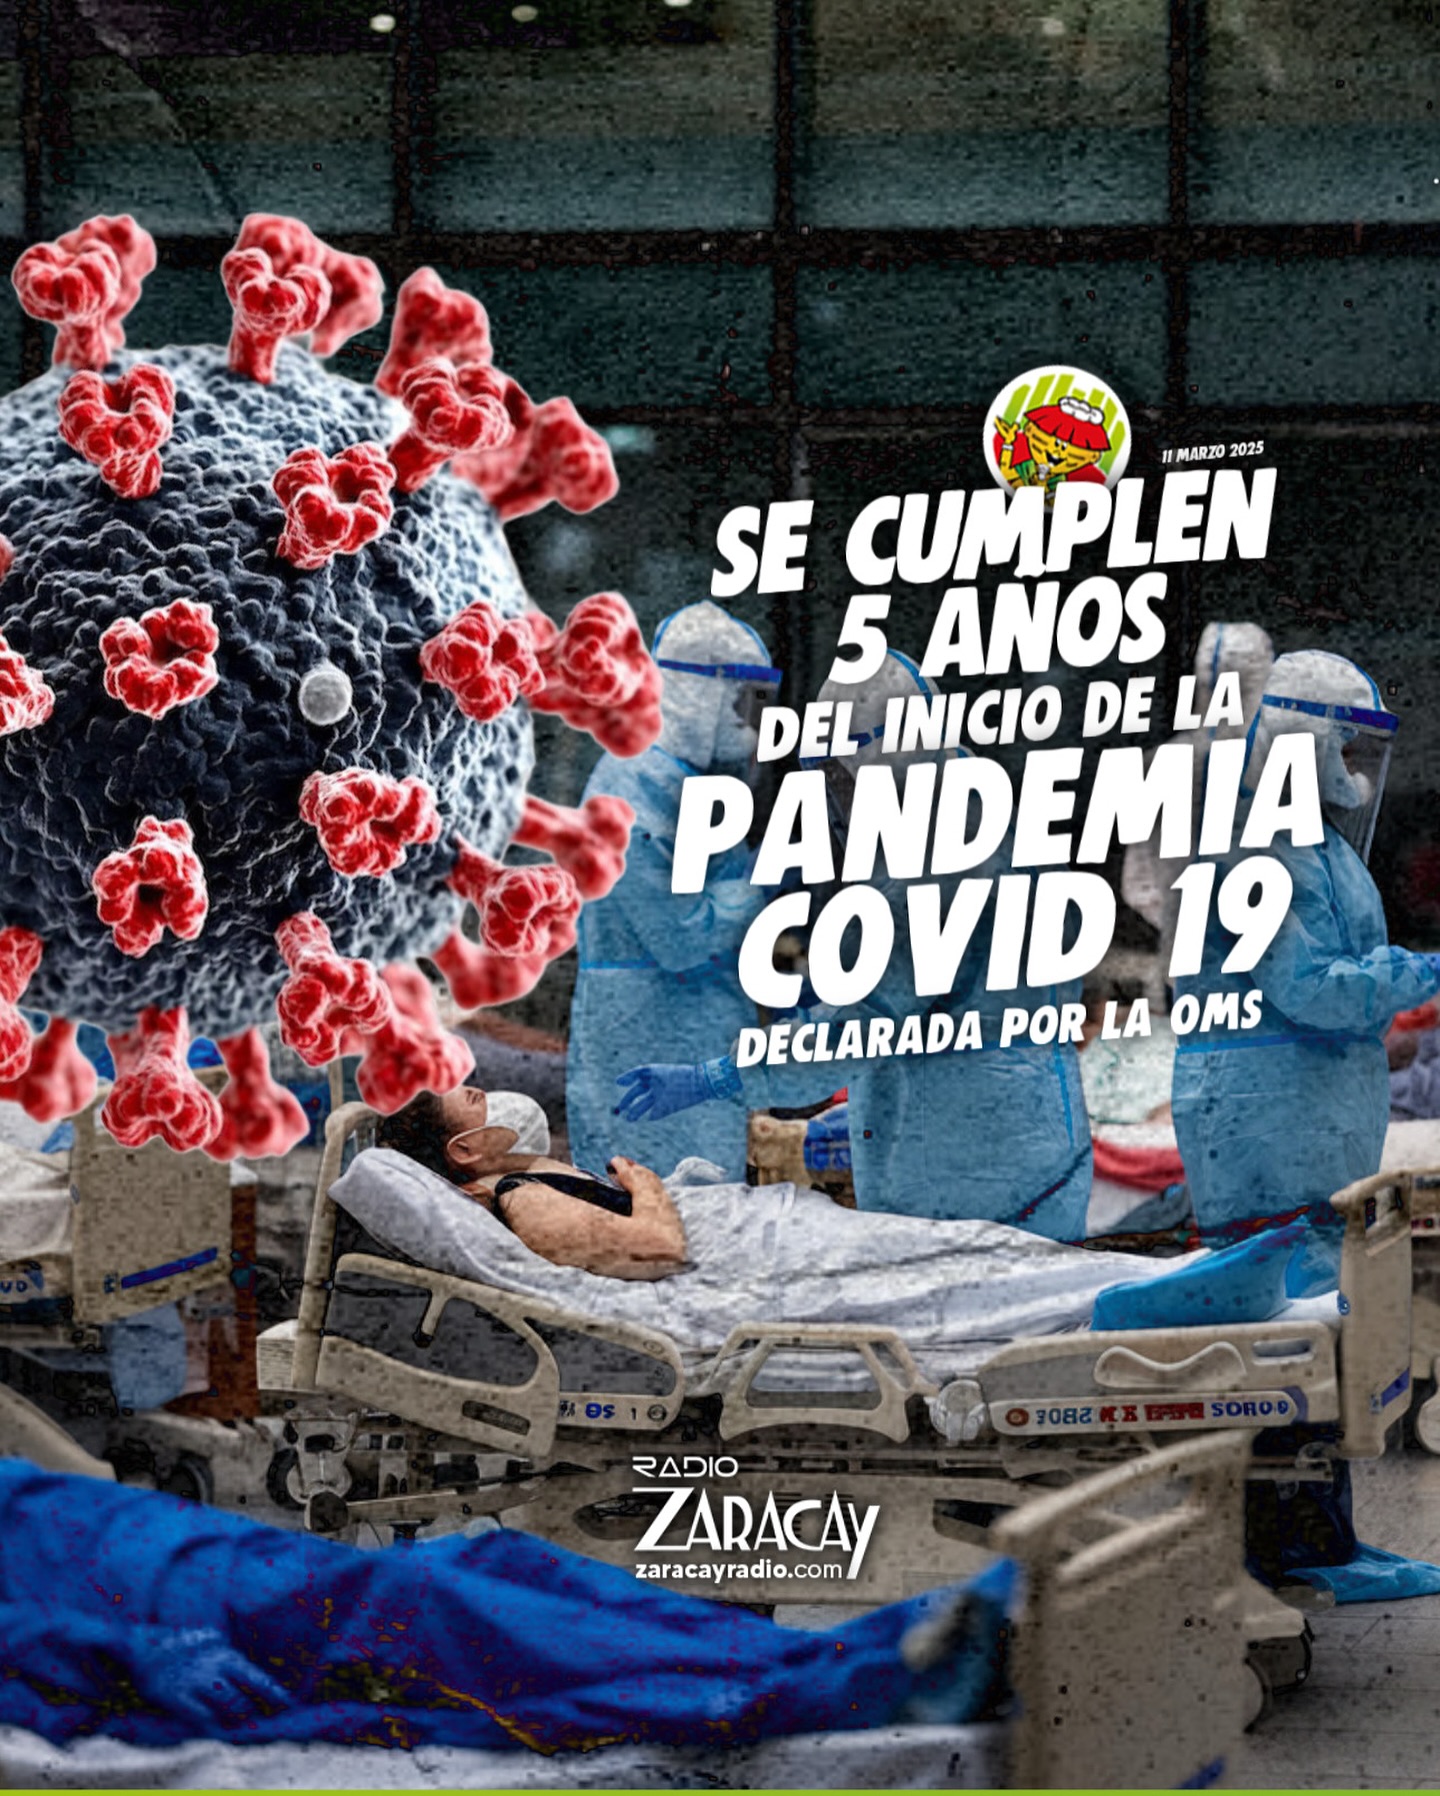 11 MARZO 2025
SE CUMPLEN
5 AÑOS
DEL INICIO DE LA
PANDEMIA
COVID 19
DECLARADA POR LA OMS
RADIO
ZARACAY
zaracayradio.com